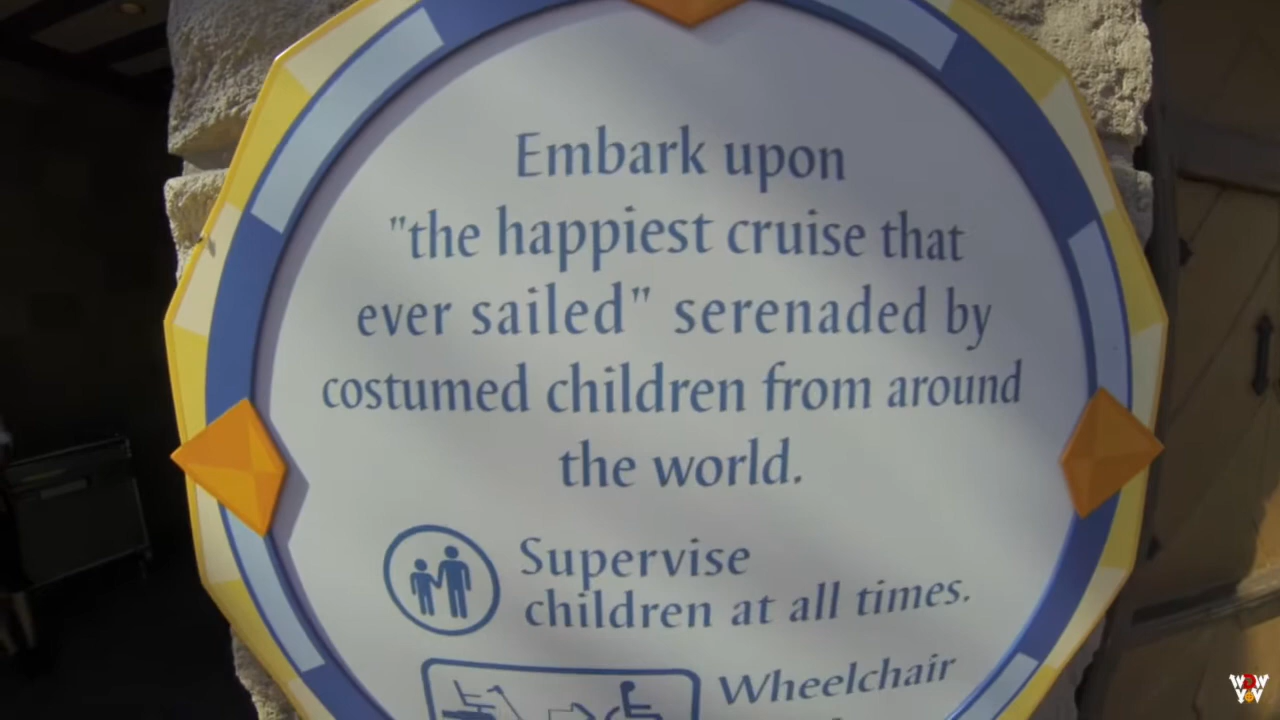 Embark upon
"the happiest cruise that
ever sailed" serenaded by
costumed children from around
the world.
Supervise
children at all times.
Wheelchair